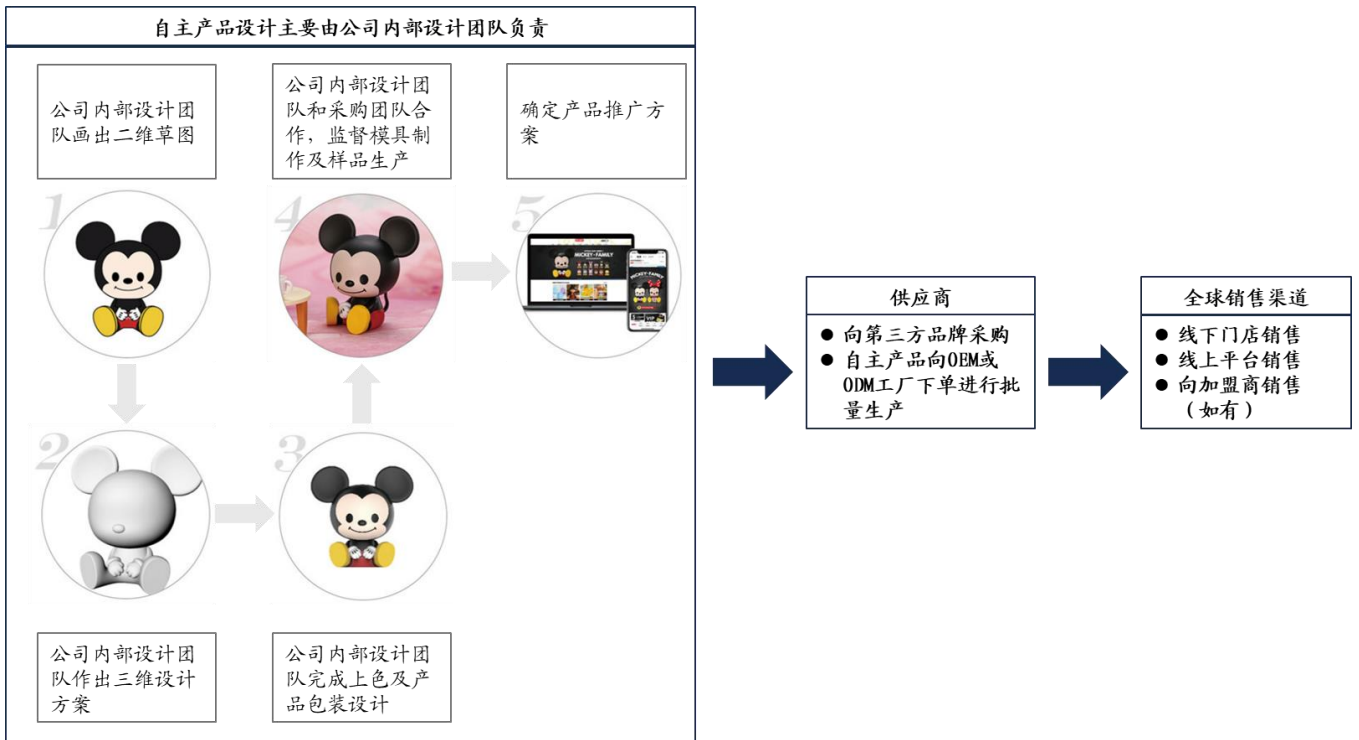 自主产品设计主要由公司内部设计团队负责
公司内部设计团
队画出二维草图
公司内部设计团
队和采购团队合
作，监督模具制
作及样品生产
确定产品推广方
案
1
4
5
MICKEY FAMILY
MICKEY FAMILY
2
3
公司内部设计团
队作出三维设计
方案
公司内部设计团
队完成上色及产
品包装设计
供应商
● 向第三方品牌采购
● 自主产品向OEM或
ODM工厂下单进行批
量生产
全球销售渠道
● 线下门店销售
● 线上平台销售
● 向加盟商销售
（如有）